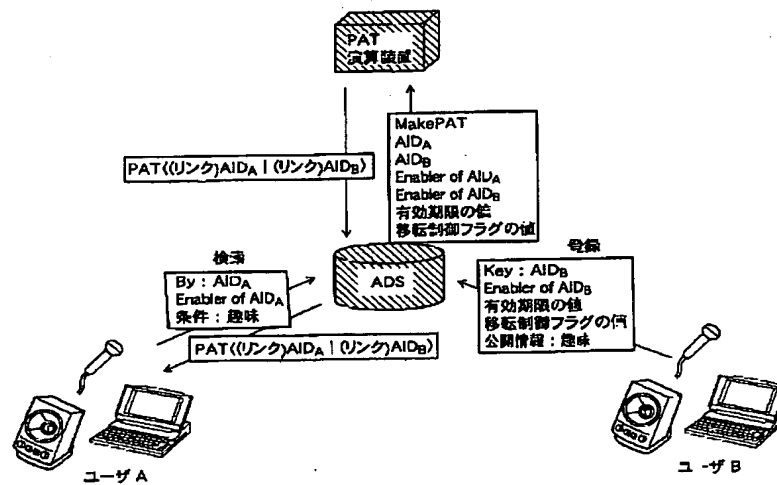 PAT
演算装置
MakePAT
AIDA
AIDB
Enabler of AIDA
Enabler of AIDB
有効期限の値
移転制御フラグの値
PAT〈(リンク)AIDA | (リンク)AIDB〉
検索
By : AIDA
Enabler of AIDA
条件 : 趣味
ADS
登録
Key : AIDB
Enabler of AIDB
有効期限の値
移転制御フラグの値
公開情報 : 趣味
PAT〈(リンク)AIDA | (リンク)AIDB〉
ユーザ A
ユーザ B